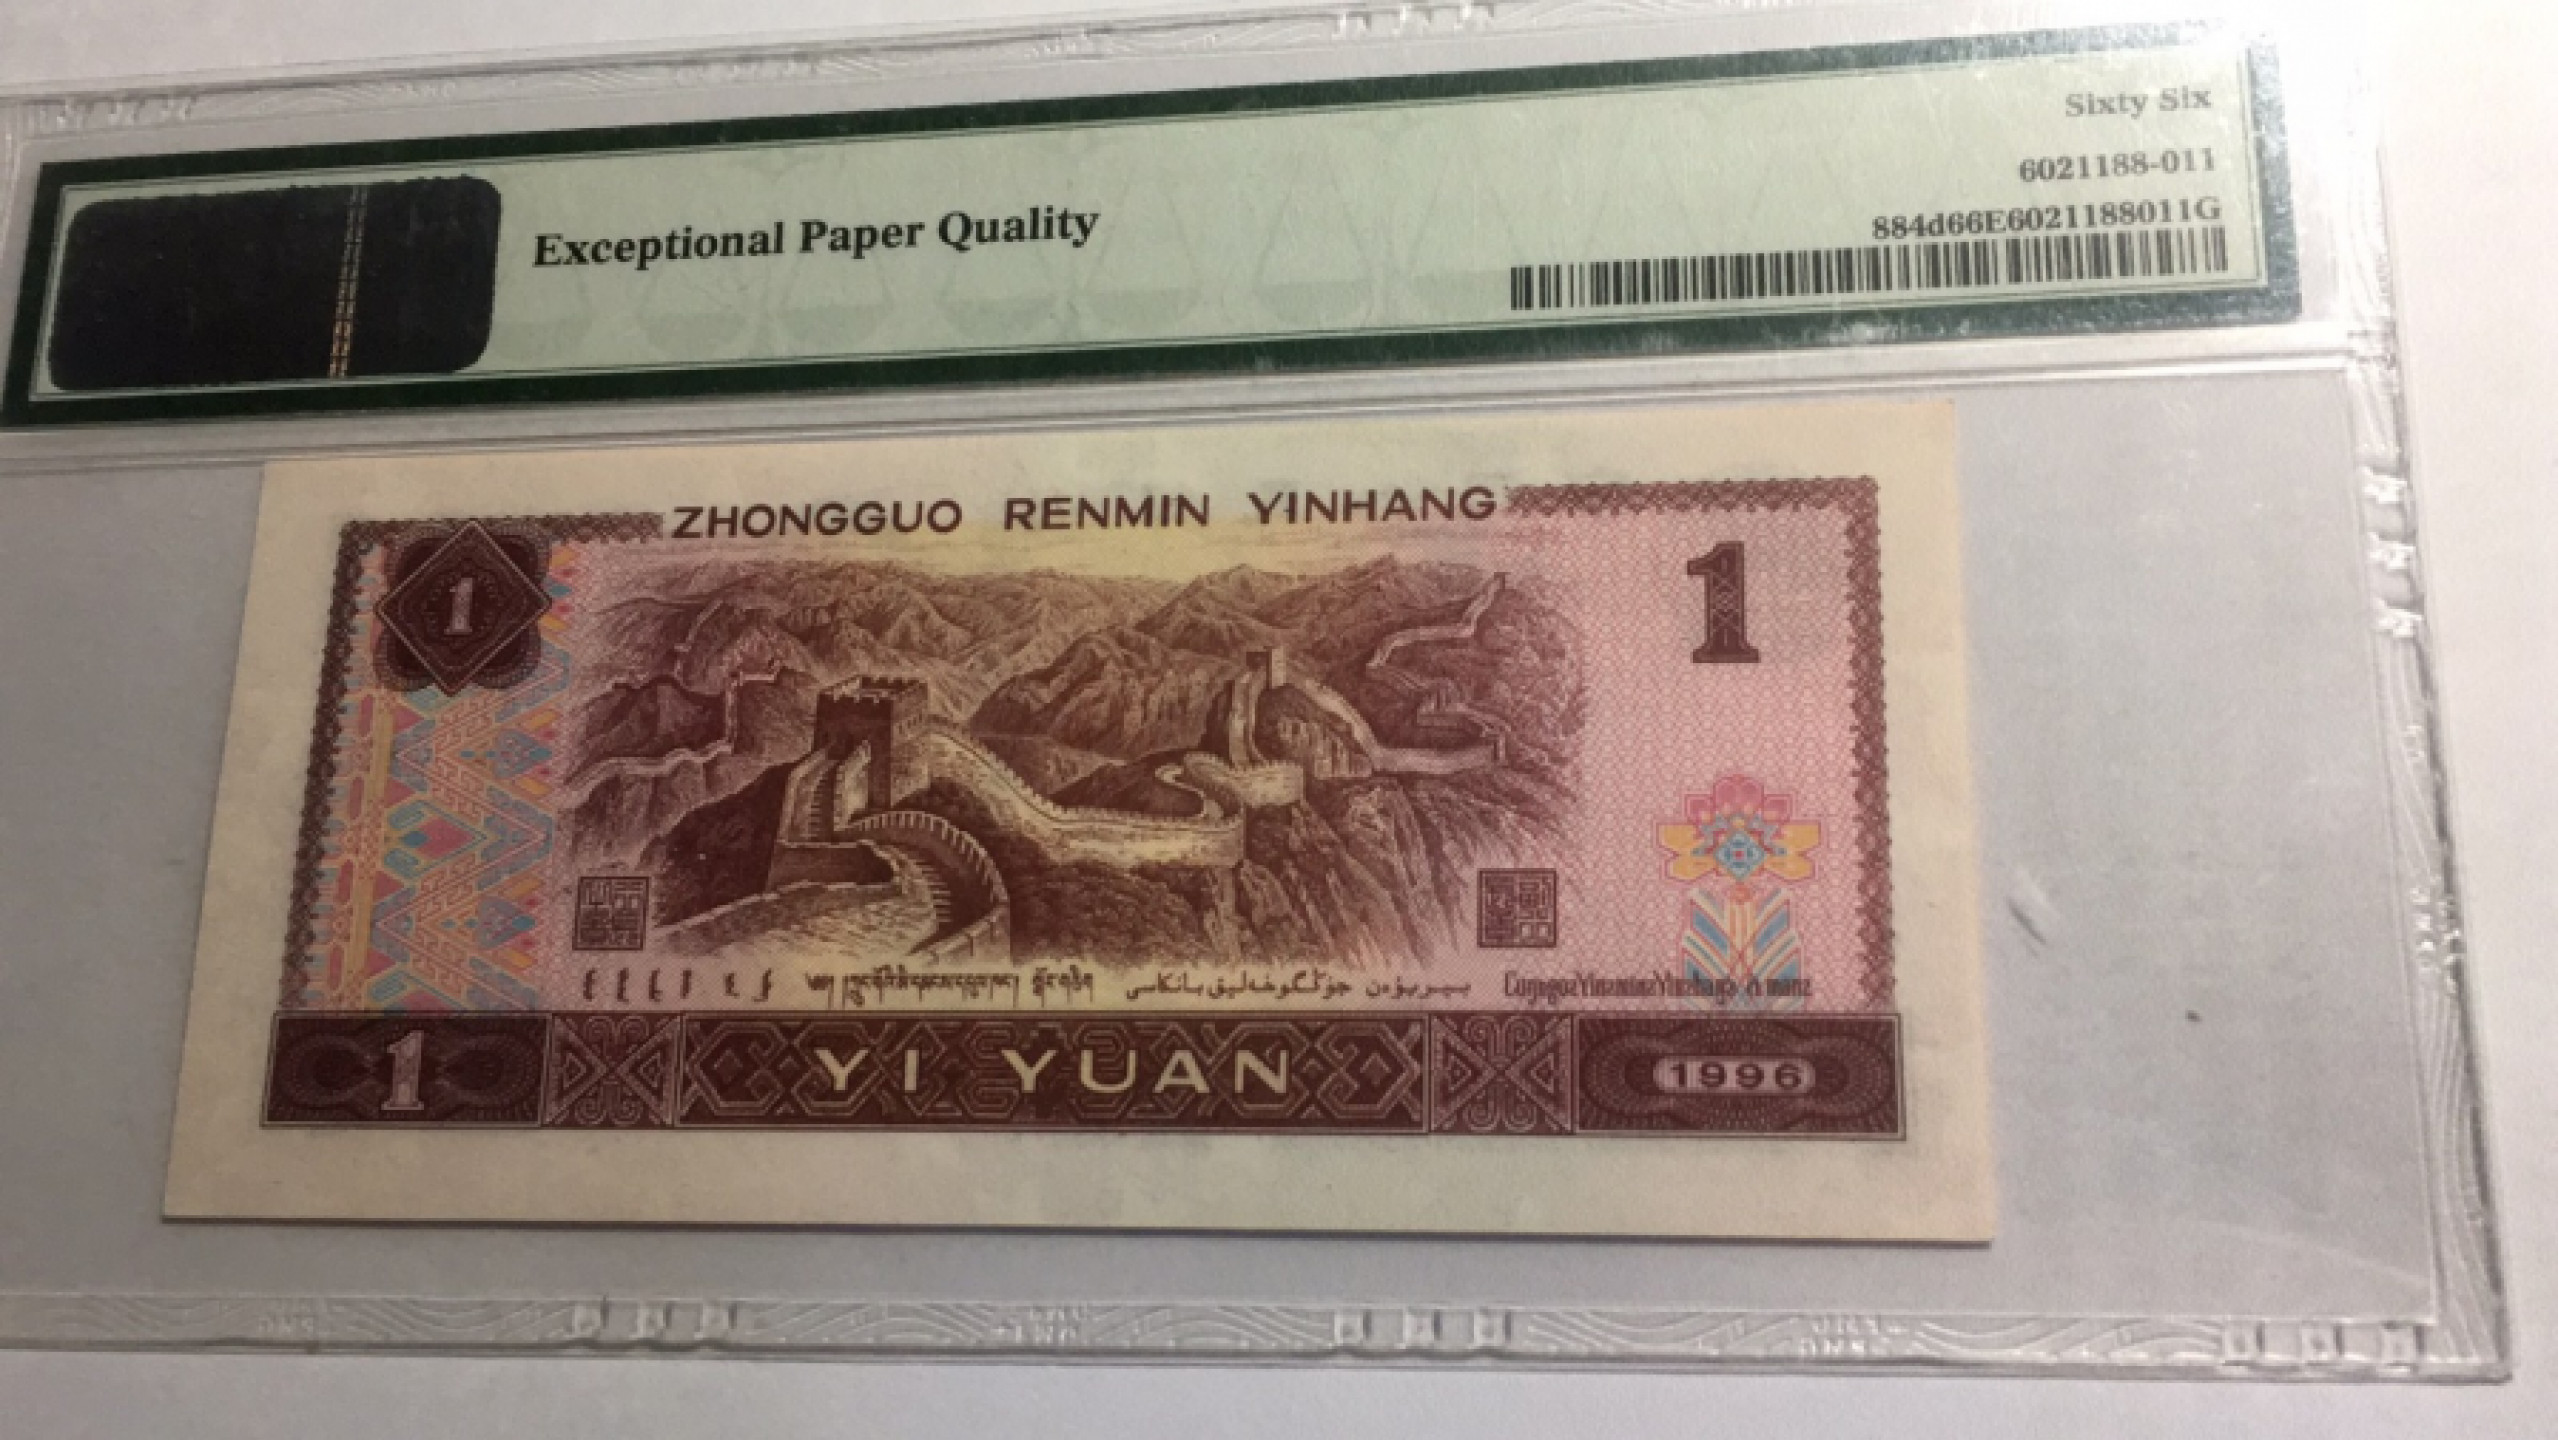 Sixty Six
6021188-011
884d66E6021188011G
Exceptional Paper Quality
ZHONGGUO RENMIN YINHANG
1
1
1
YI YUAN
1996